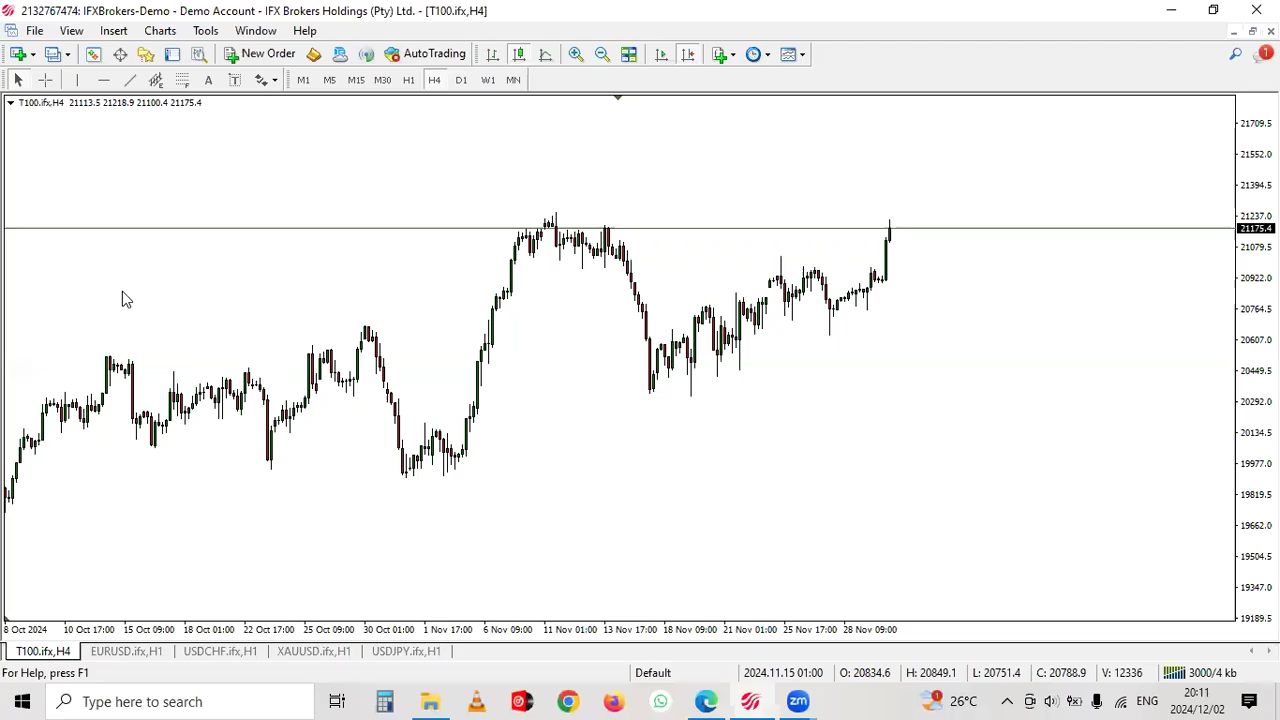 2132767474: IFXBrokers-Demo - Demo Account - IFX Brokers Holdings (Pty) Ltd. - [T100.ifx,H4]
File View Insert Charts Tools Window Help
New Order AutoTrading
A T M1 M5 M15 M30 H1 H4 D1 W1 MN
T100.ifx,H4 21113.5 21218.9 21100.4 21175.4
21709.5
21552.0
21394.5
21237.0
21175.4
21079.5
20922.0
20764.5
20607.0
20449.5
20292.0
20134.5
19977.0
19819.5
19662.0
19504.5
19347.0
19189.5
8 Oct 2024 10 Oct 17:00 15 Oct 09:00 18 Oct 01:00 22 Oct 17:00 25 Oct 09:00 30 Oct 01:00 1 Nov 17:00 6 Nov 09:00 11 Nov 01:00 13 Nov 17:00 18 Nov 09:00 21 Nov 01:00 25 Nov 17:00 28 Nov 09:00
T100.ifx,H4 EURUSD.ifx,H1 USDCHF.ifx,H1 XAUUSD.ifx,H1 USDJPY.ifx,H1
For Help, press F1 Default 2024.11.15 01:00 O: 20834.6 H: 20849.1 L: 20751.4 C: 20788.9 V: 12336 3000/4 kb
Type here to search zm 26°C ENG 20:11
2024/12/02